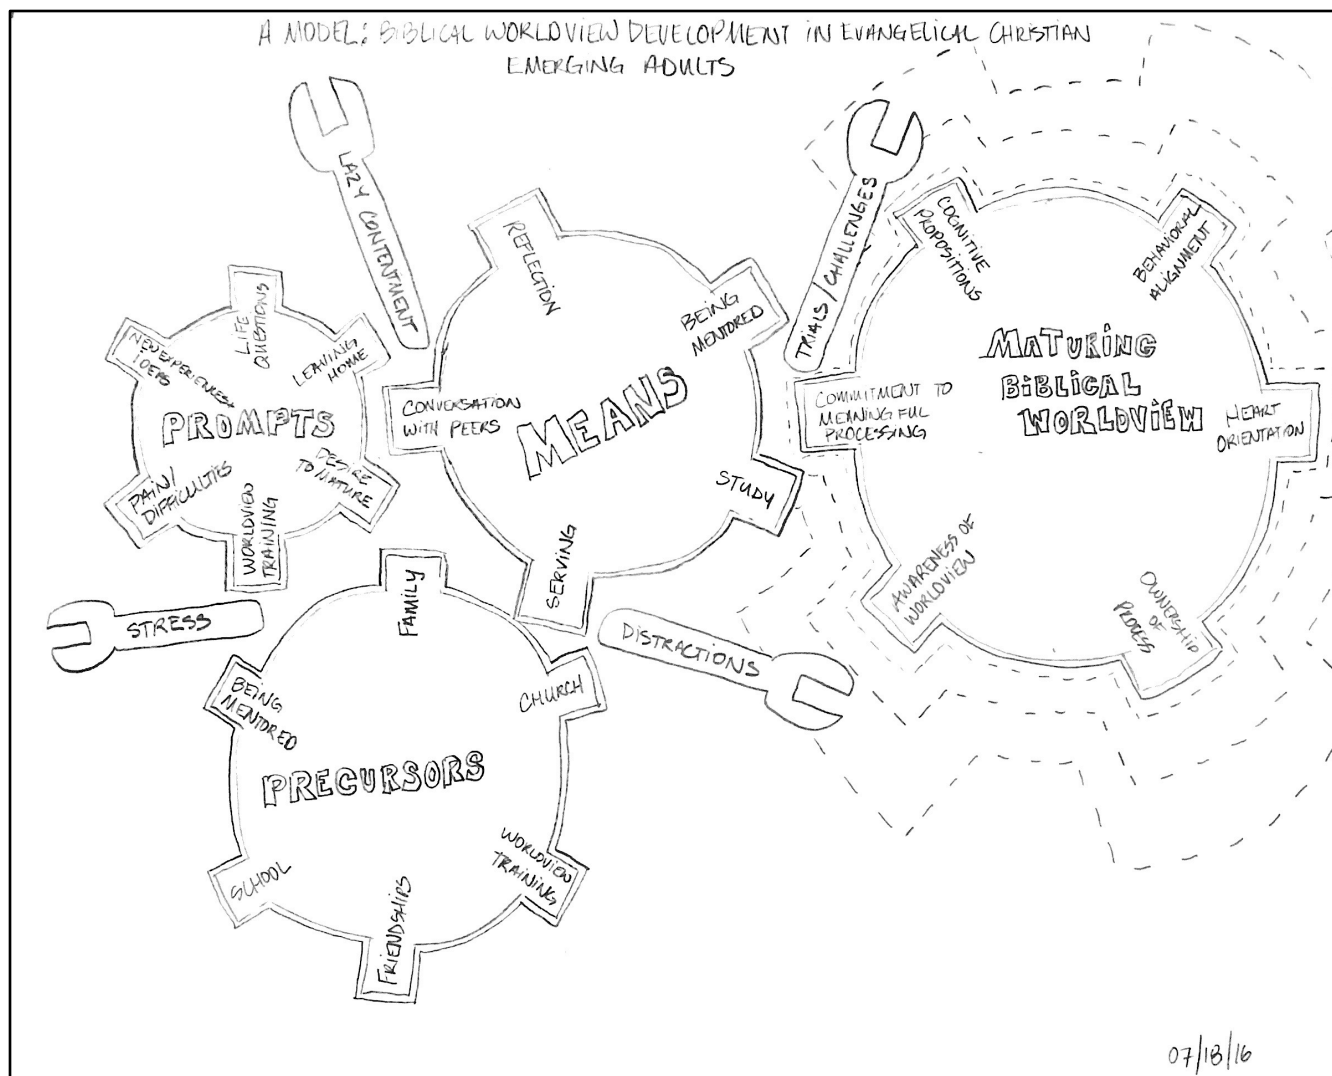 A MODEL: BIBLICAL WORLDVIEW DEVELOPMENT IN EVANGELICAL CHRISTIAN
EMERGING ADULTS
LAZY CONTENTMENT
TRIALS/CHALLENGES
STRESS
DISTRACTIONS
PROMPTS
LIFE
QUESTIONS
LEAVING
HOME
DESIRE
TO MATURE
WORLDVIEW
TRAINING
PAIN/
DIFFICULTIES
NEW EXPERIENCES+
IDEAS
MEANS
REFLECTION
BEING
MENTORED
STUDY
SERVING
CONVERSATION
WITH PEERS
PRECURSORS
FAMILY
CHURCH
WORLDVIEW
TRAINING
FRIENDSHIPS
SCHOOL
BEING
MENTORED
MATURING
BIBLICAL
WORLDVIEW
COGNITIVE
PROPOSITIONS
BEHAVIORAL
ALIGNMENT
HEART
ORIENTATION
OWNERSHIP
OF
PROCESS
AWARENESS OF
WORLDVIEW
COMMITMENT TO
MEANINGFUL
PROCESSING
07/18/16